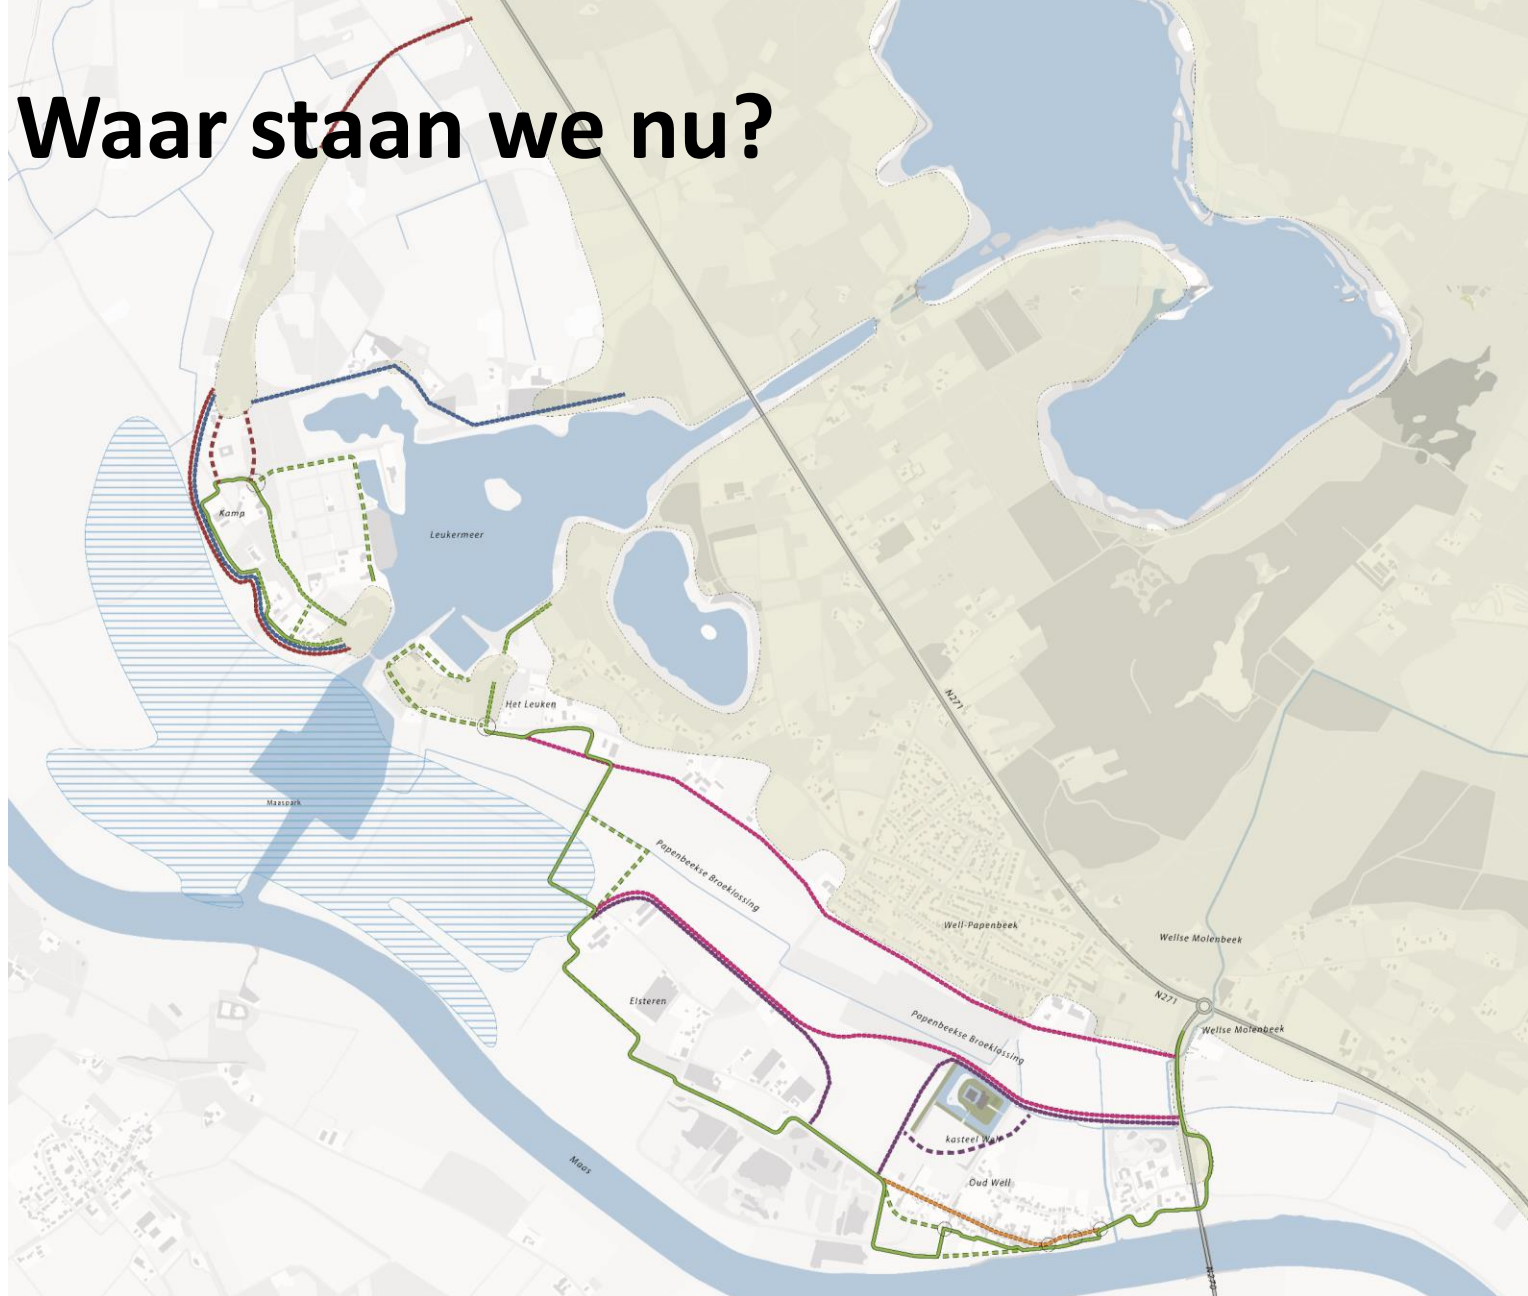 Waar staan we nu?
Kamp
Leukermeer
Het Leuken
N271
Maaspark
Papenbeekse Broeklossing
Well-Papenbeek
Wellse Molenbeek
N271
Elsteren
Papenbeekse Broeklossing
Wellse Molenbeek
kasteel Well
Maas
Oud Well
N270